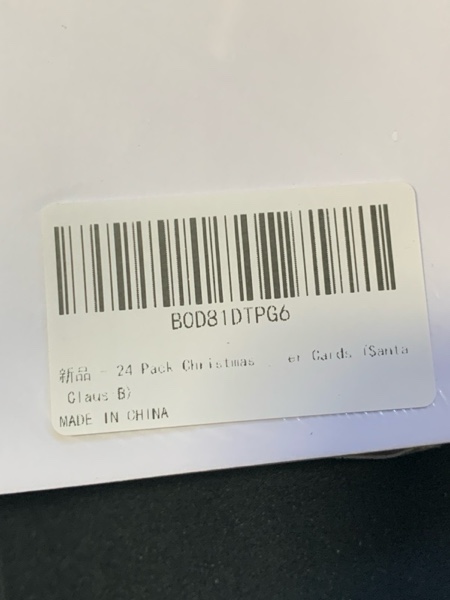 B0D81DTPG6
新品 - 24 Pack Christmas er Cards (Santa
Claus B)
MADE IN CHINA